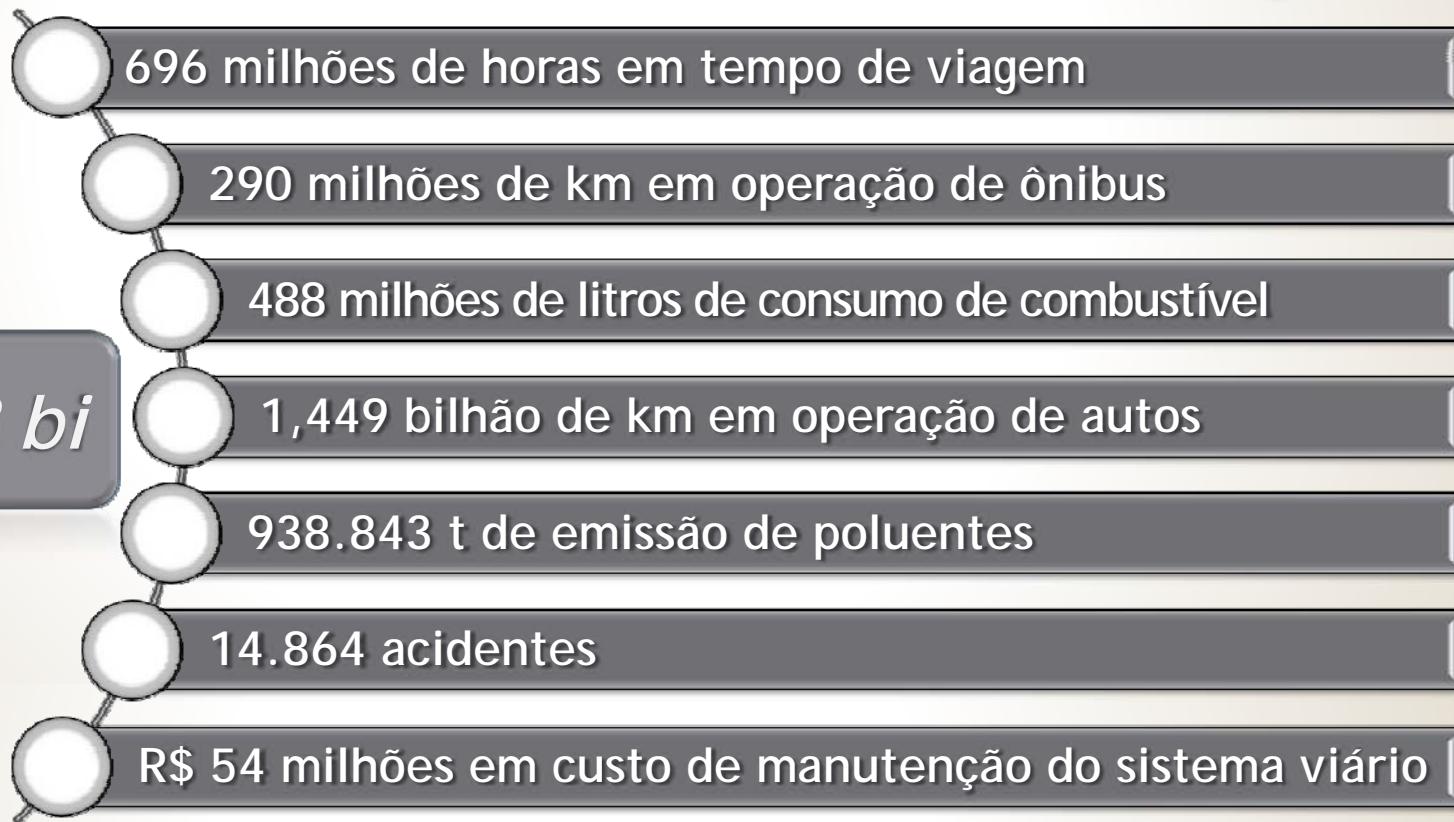 696 milhões de horas em tempo de viagem
290 milhões de km em operação de ônibus
488 milhões de litros de consumo de combustível
bi
1,449 bilhão de km em operação de autos
938.843 t de emissão de poluentes
14.864 acidentes
R$ 54 milhões em custo de manutenção do sistema viário